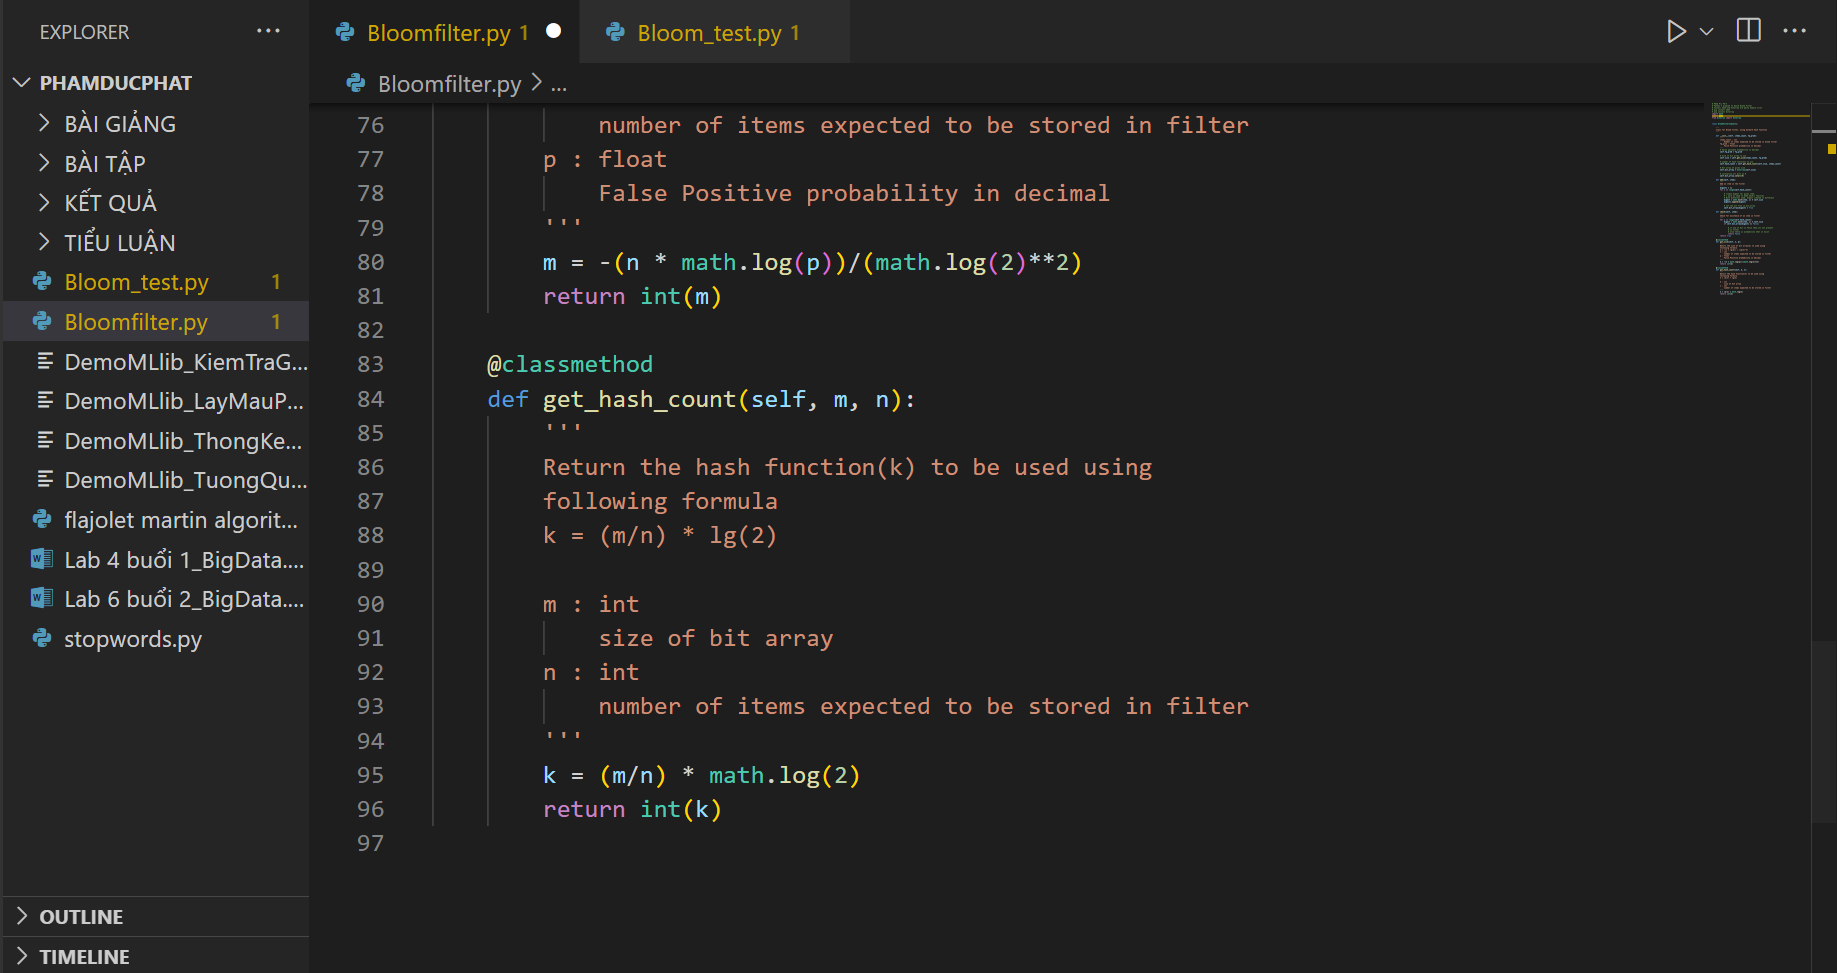 EXPLORER
PHAMDUCPHAT
BÀI GIẢNG
BÀI TẬP
KẾT QUẢ
TIỂU LUẬN
Bloom_test.py 1
Bloomfilter.py 1
DemoMLlib_KiemTraG...
DemoMLlib_LayMauP...
DemoMLlib_ThongKe...
DemoMLlib_TuongQu...
flajolet martin algorit...
Lab 4 buổi 1_BigData....
Lab 6 buổi 2_BigData....
stopwords.py
OUTLINE
TIMELINE
Bloomfilter.py 1
Bloom_test.py 1
Bloomfilter.py > ...
76 number of items expected to be stored in filter
77 p : float
78 False Positive probability in decimal
79 '''
80 m = -(n * math.log(p))/(math.log(2)**2)
81 return int(m)
82
83 @classmethod
84 def get_hash_count(self, m, n):
85 '''
86 Return the hash function(k) to be used using
87 following formula
88 k = (m/n) * lg(2)
89
90 m : int
91 size of bit array
92 n : int
93 number of items expected to be stored in filter
94 '''
95 k = (m/n) * math.log(2)
96 return int(k)
97